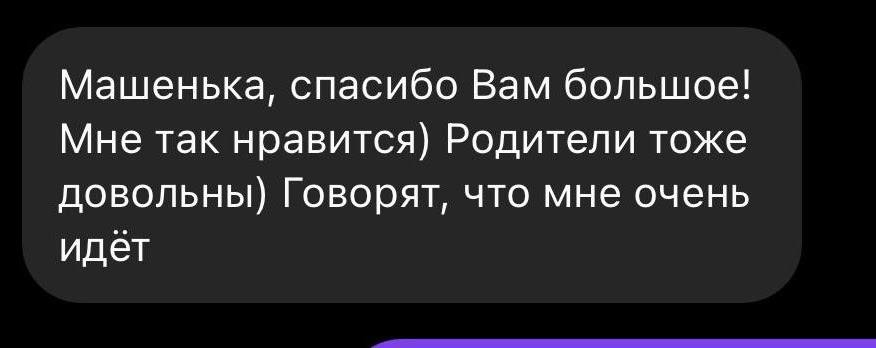 Машенька, спасибо Вам большое!
Мне так нравится) Родители тоже
довольны) Говорят, что мне очень
идёт